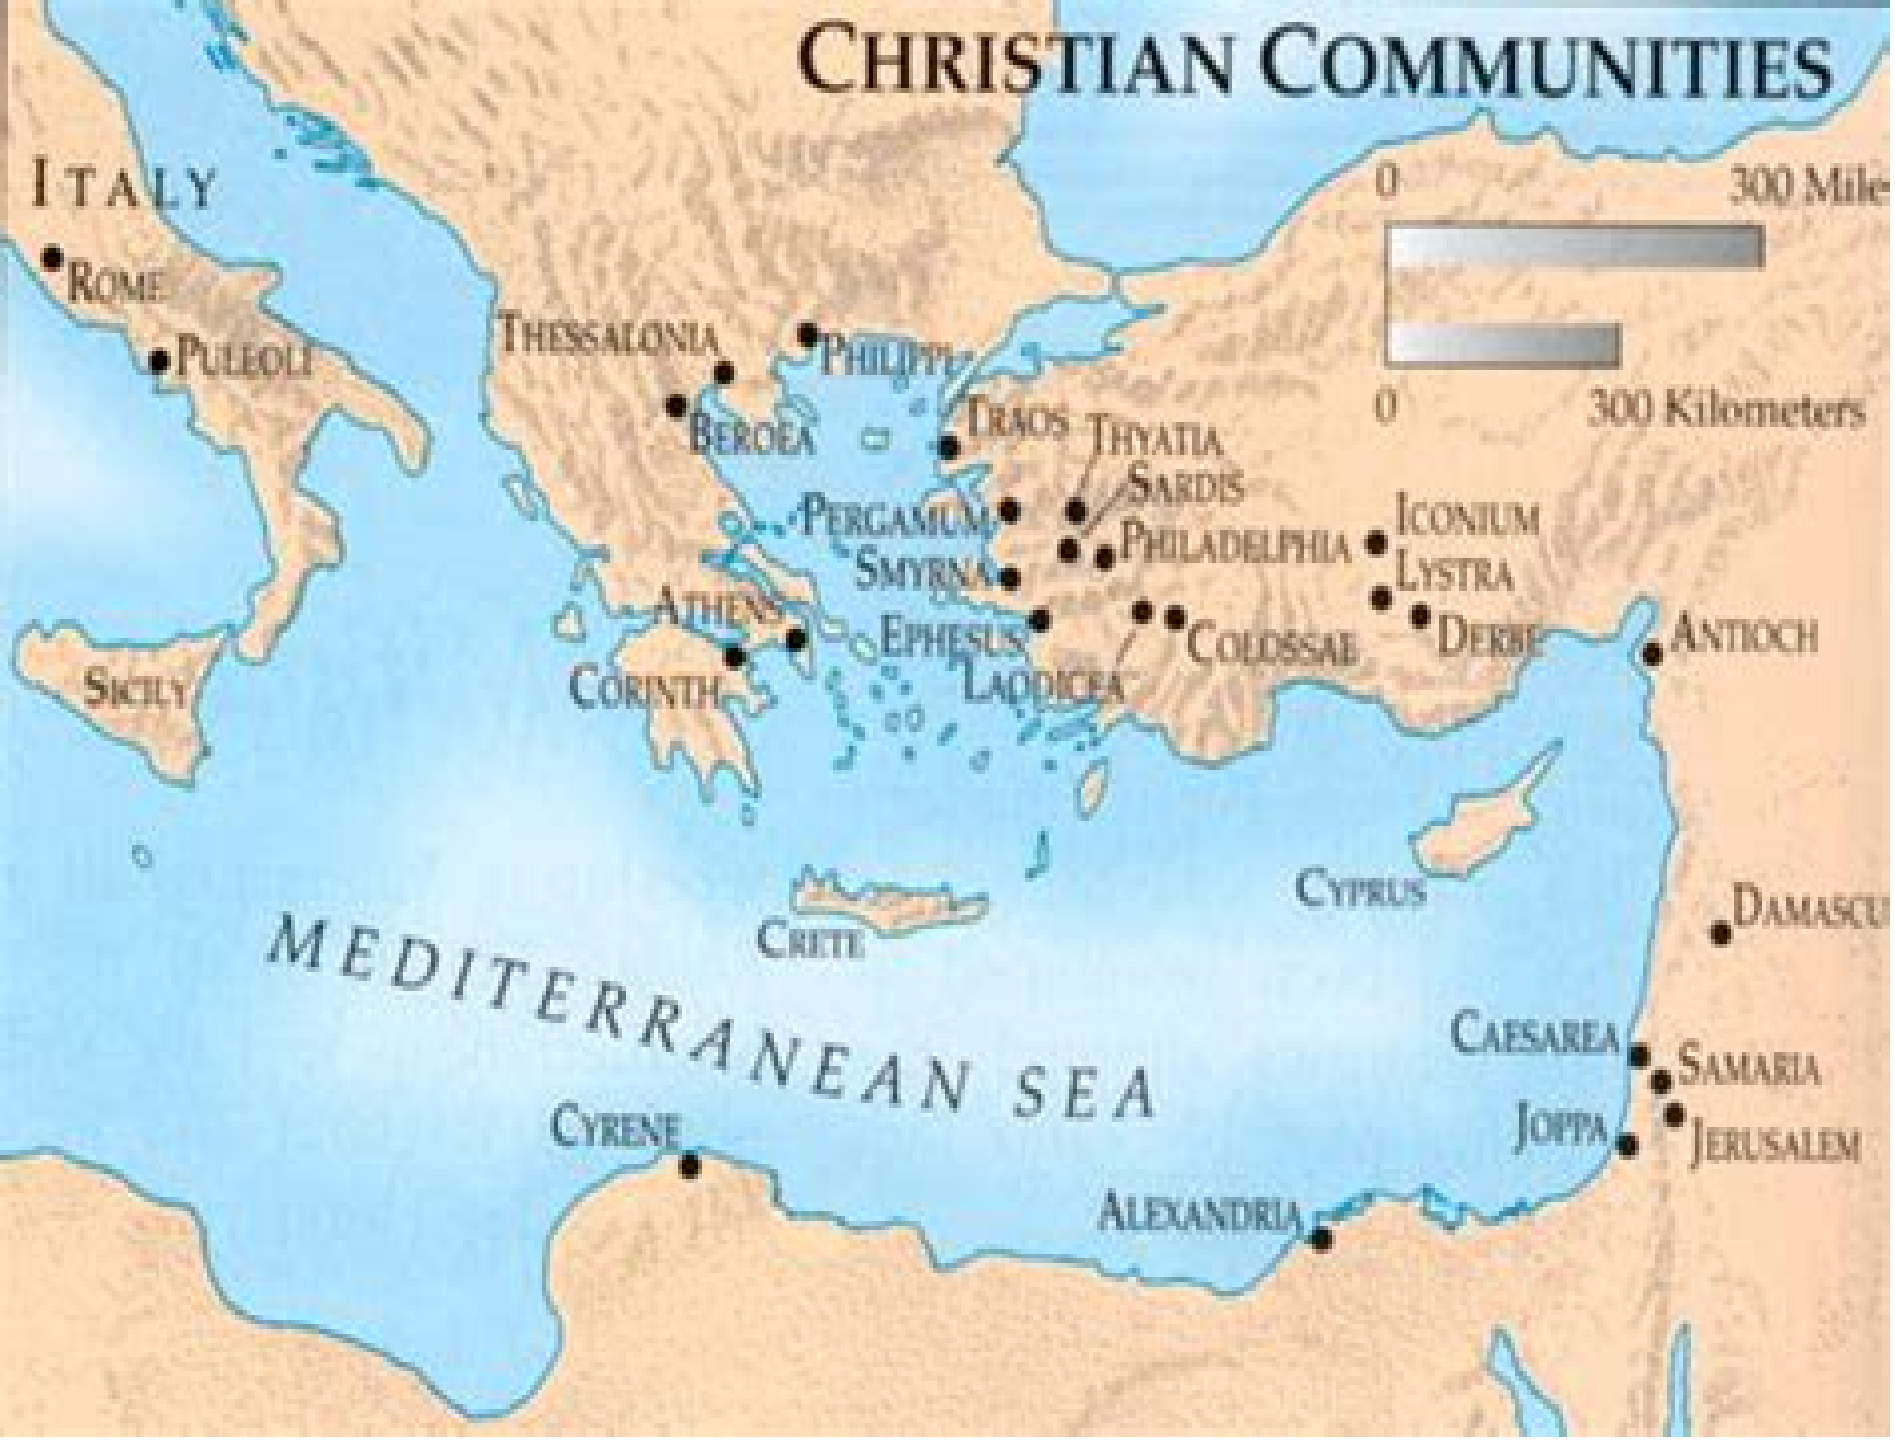 CHRISTIAN COMMUNITIES
ITALY
0 300 Mile
ROME
THESSALONIA
PHILIPPI
PULEOLI
0 300 Kilometers
TRAOS
THYATIA
BEROEA
SARDIS
PERGAMUM
ICONIUM
PHILADELPHIA
SMYRNA
LYSTRA
ATHENS
EPHESUS
COLOSSAE
DERBE
ANTIOCH
SICILY
CORINTH
LAODICEA
CYPRUS
DAMASCU
CRETE
MEDITERRANEAN SEA
CAESAREA
SAMARIA
CYRENE
JOPPA
JERUSALEM
ALEXANDRIA